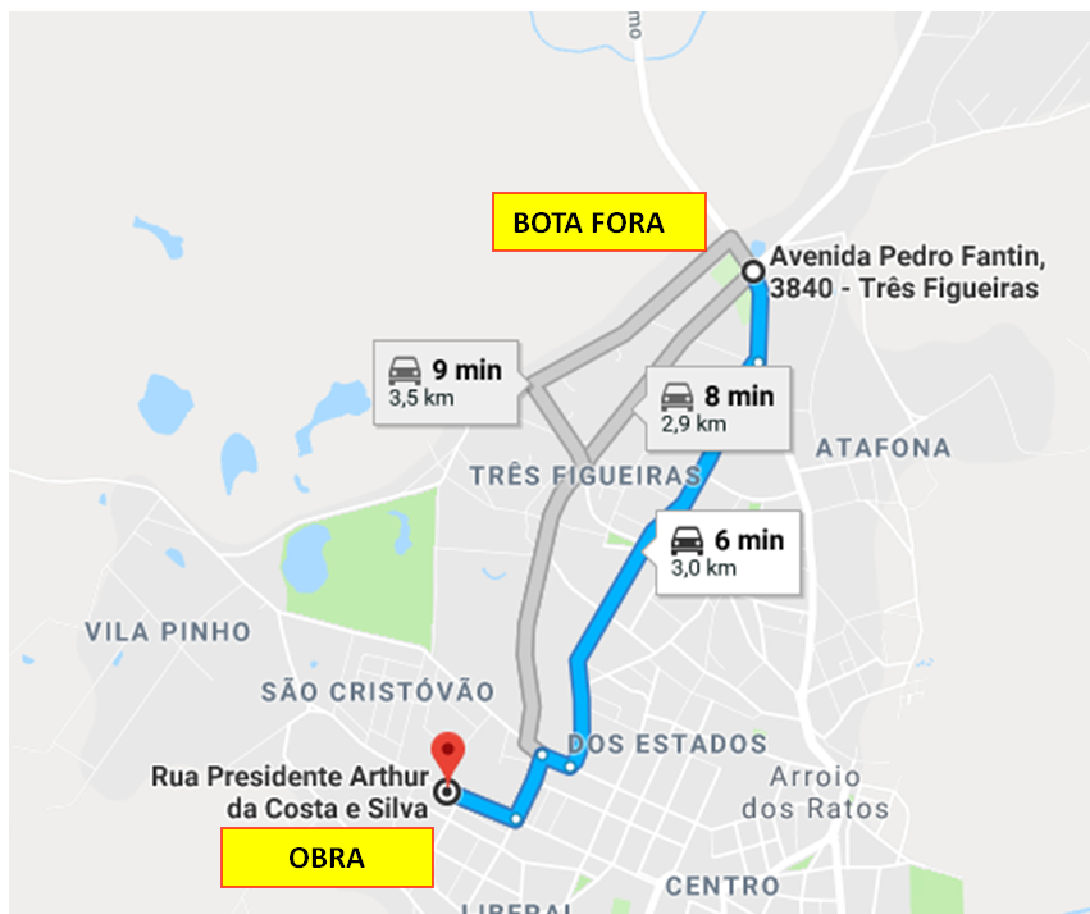 mo
BOTA FORA
Avenida Pedro Fantin,
3840 - Três Figueiras
9 min
3,5 km
8 min
2,9 km
ATAFONA
TRÊS FIGUEIRAS
6 min
3,0 km
VILA PINHO
SÃO CRISTÓVÃO
DOS ESTADOS
Rua Presidente Arthur
da Costa e Silva
Arroio
dos Ratos
OBRA
CENTRO
LIBERAL